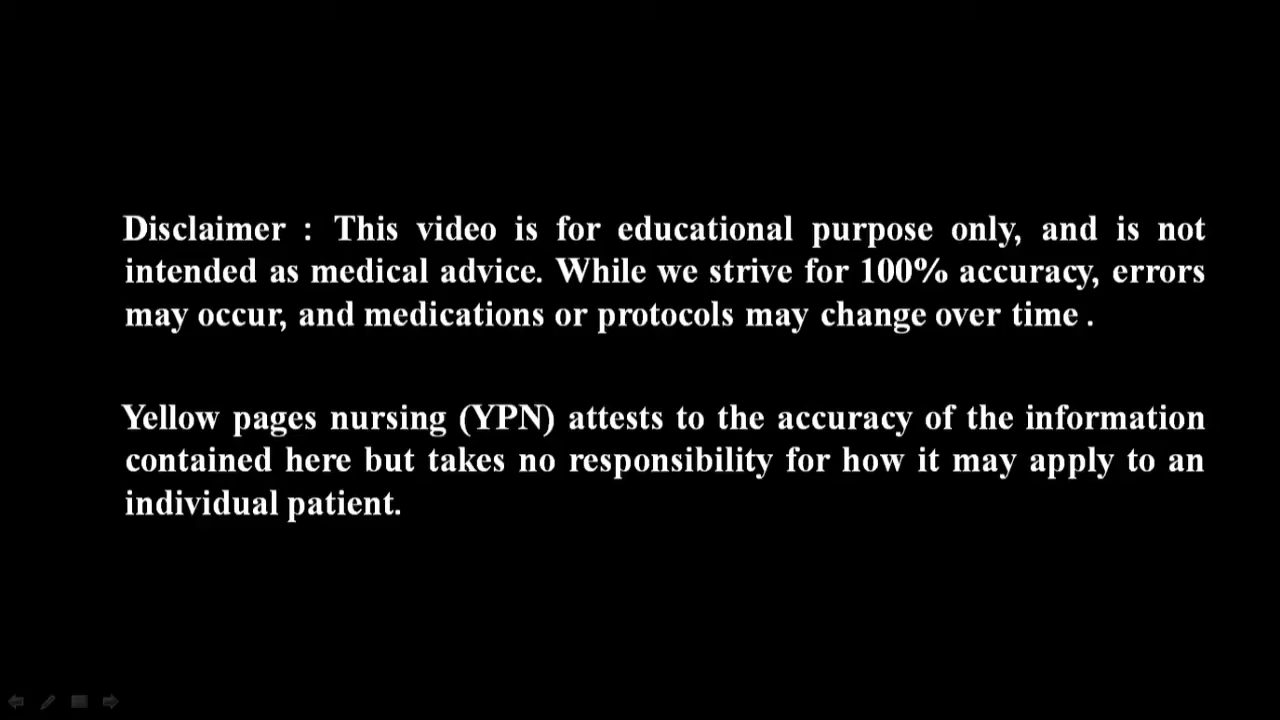 Disclaimer : This video is for educational purpose only, and is not
intended as medical advice. While we strive for 100% accuracy, errors
may occur, and medications or protocols may change over time .
Yellow pages nursing (YPN) attests to the accuracy of the information
contained here but takes no responsibility for how it may apply to an
individual patient.